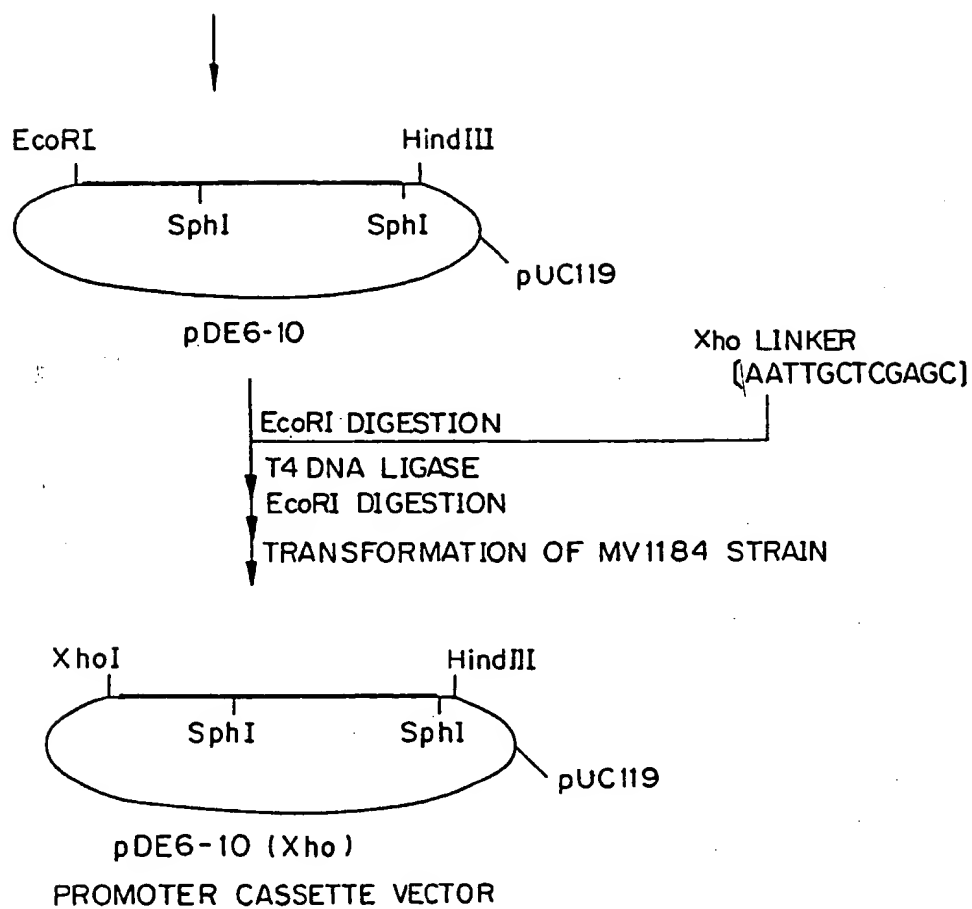 EcoRI
HindIII
SphI
SphI
pUC119
pDE6-10
Xho LINKER
[AATTGCTCGAGC]
EcoRI DIGESTION
T4 DNA LIGASE
EcoRI DIGESTION
TRANSFORMATION OF MV1184 STRAIN
XhoI
HindIII
SphI
SphI
pUC119
pDE6-10 (Xho)
PROMOTER CASSETTE VECTOR